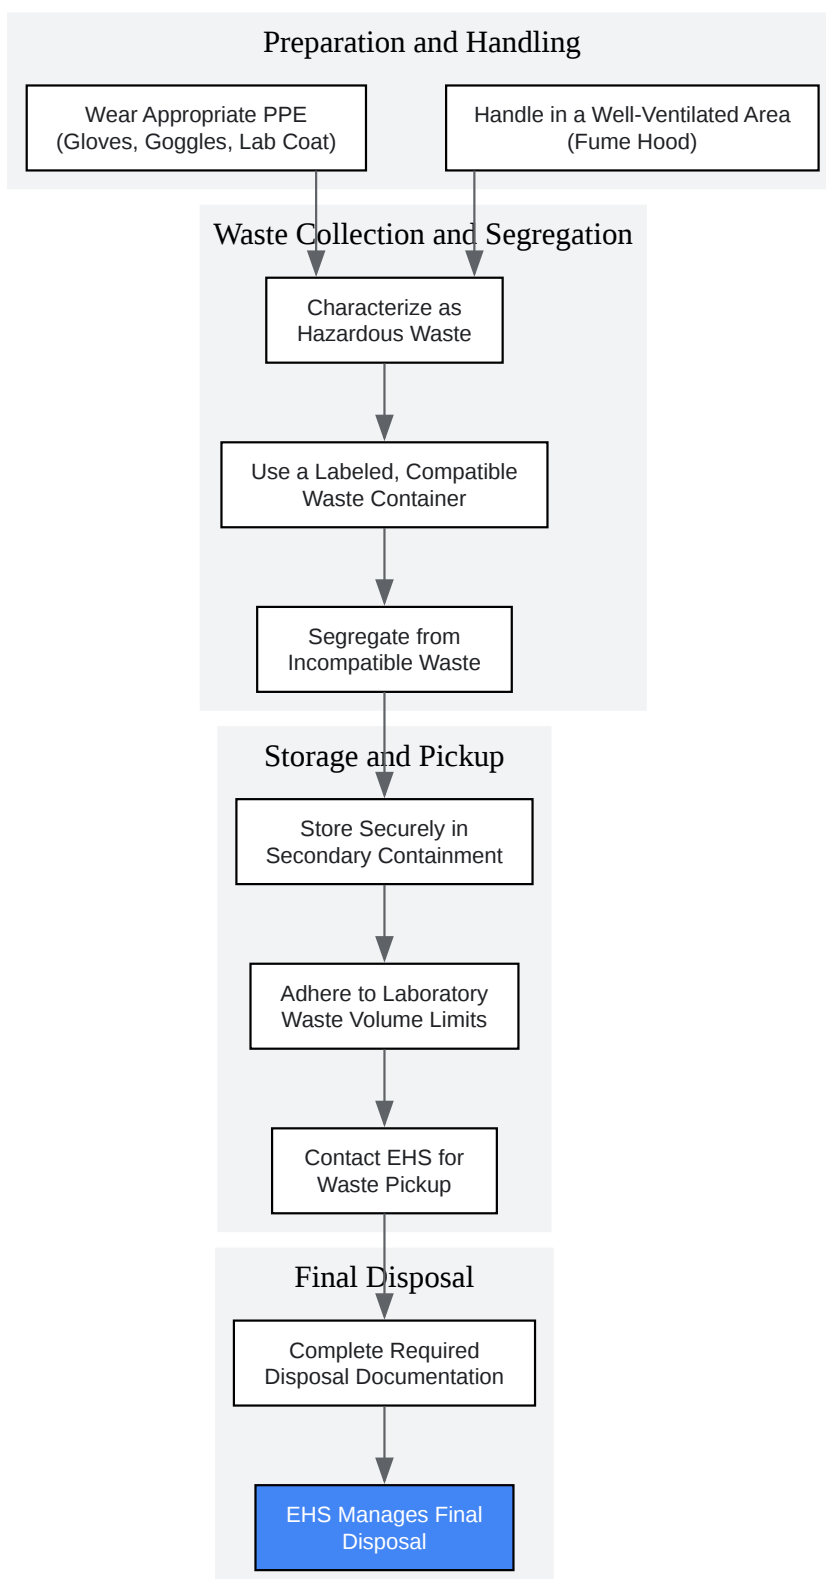 Preparation and Handling
Wear Appropriate PPE
(Gloves, Goggles, Lab Coat)
Handle in a Well-Ventilated Area
(Fume Hood)
Waste Collection and Segregation
Characterize as
Hazardous Waste
Use a Labeled, Compatible
Waste Container
Segregate from
Incompatible Waste
Storage and Pickup
Store Securely in
Secondary Containment
Adhere to Laboratory
Waste Volume Limits
Contact EHS for
Waste Pickup
Final Disposal
Complete Required
Disposal Documentation
EHS Manages Final
Disposal